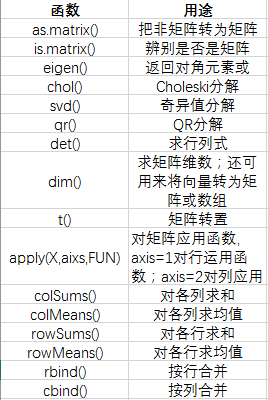 函数 用途
as.matrix() 把非矩阵转为矩阵
is.matrix() 辨别是否是矩阵
eigen() 返回对角元素或
chol() Choleski分解
svd() 奇异值分解
qr() QR分解
det() 求行列式
dim() 求矩阵维数；还可
用来将向量转为矩
阵或数组
t() 矩阵转置
apply(X,aixs,FUN) 对矩阵应用函数,
axis=1对行运用函
数；axis=2对列应用
colSums() 对各列求和
colMeans() 对各列求均值
rowSums() 对各行求和
rowMeans() 对各行求均值
rbind() 按行合并
cbind() 按列合并